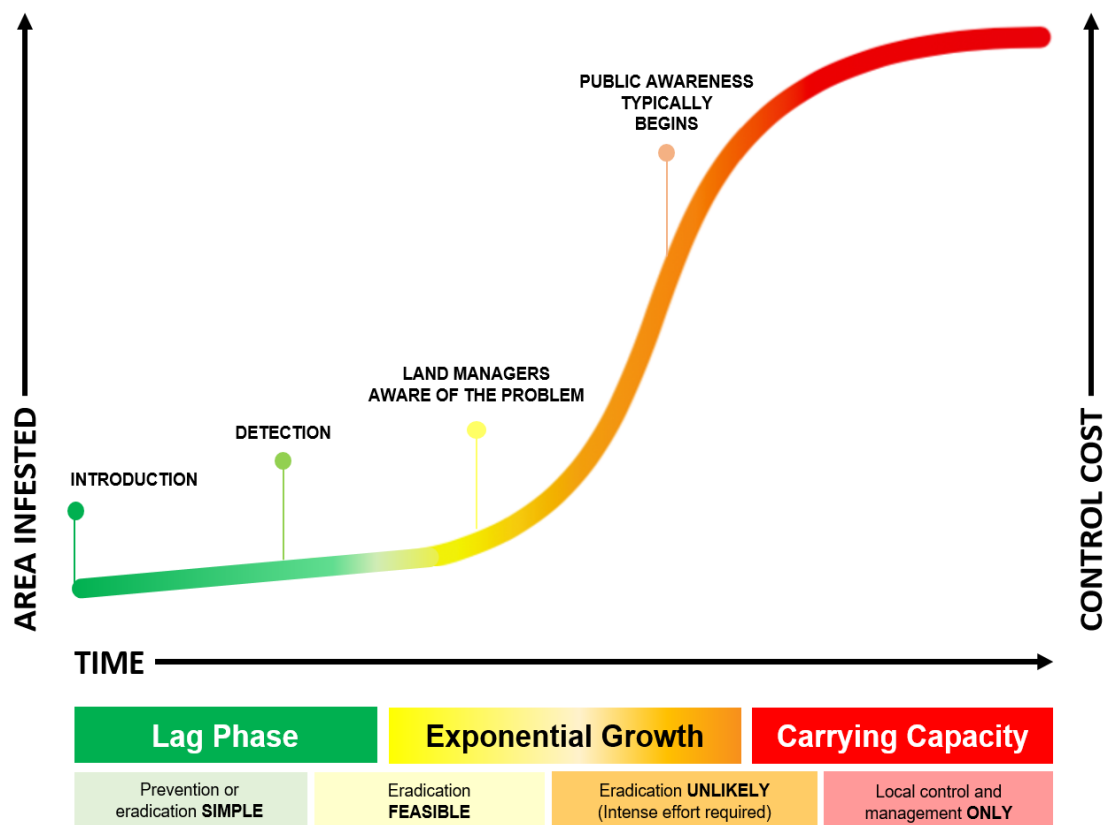 PUBLIC AWARENESS
TYPICALLY
BEGINS
LAND MANAGERS
AWARE OF THE PROBLEM
DETECTION
INTRODUCTION
AREA INFESTED
CONTROL COST
TIME
Lag Phase
Exponential Growth
Carrying Capacity
Prevention or
eradication SIMPLE
Eradication
FEASIBLE
Eradication UNLIKELY
(Intense effort required)
Local control and
management ONLY